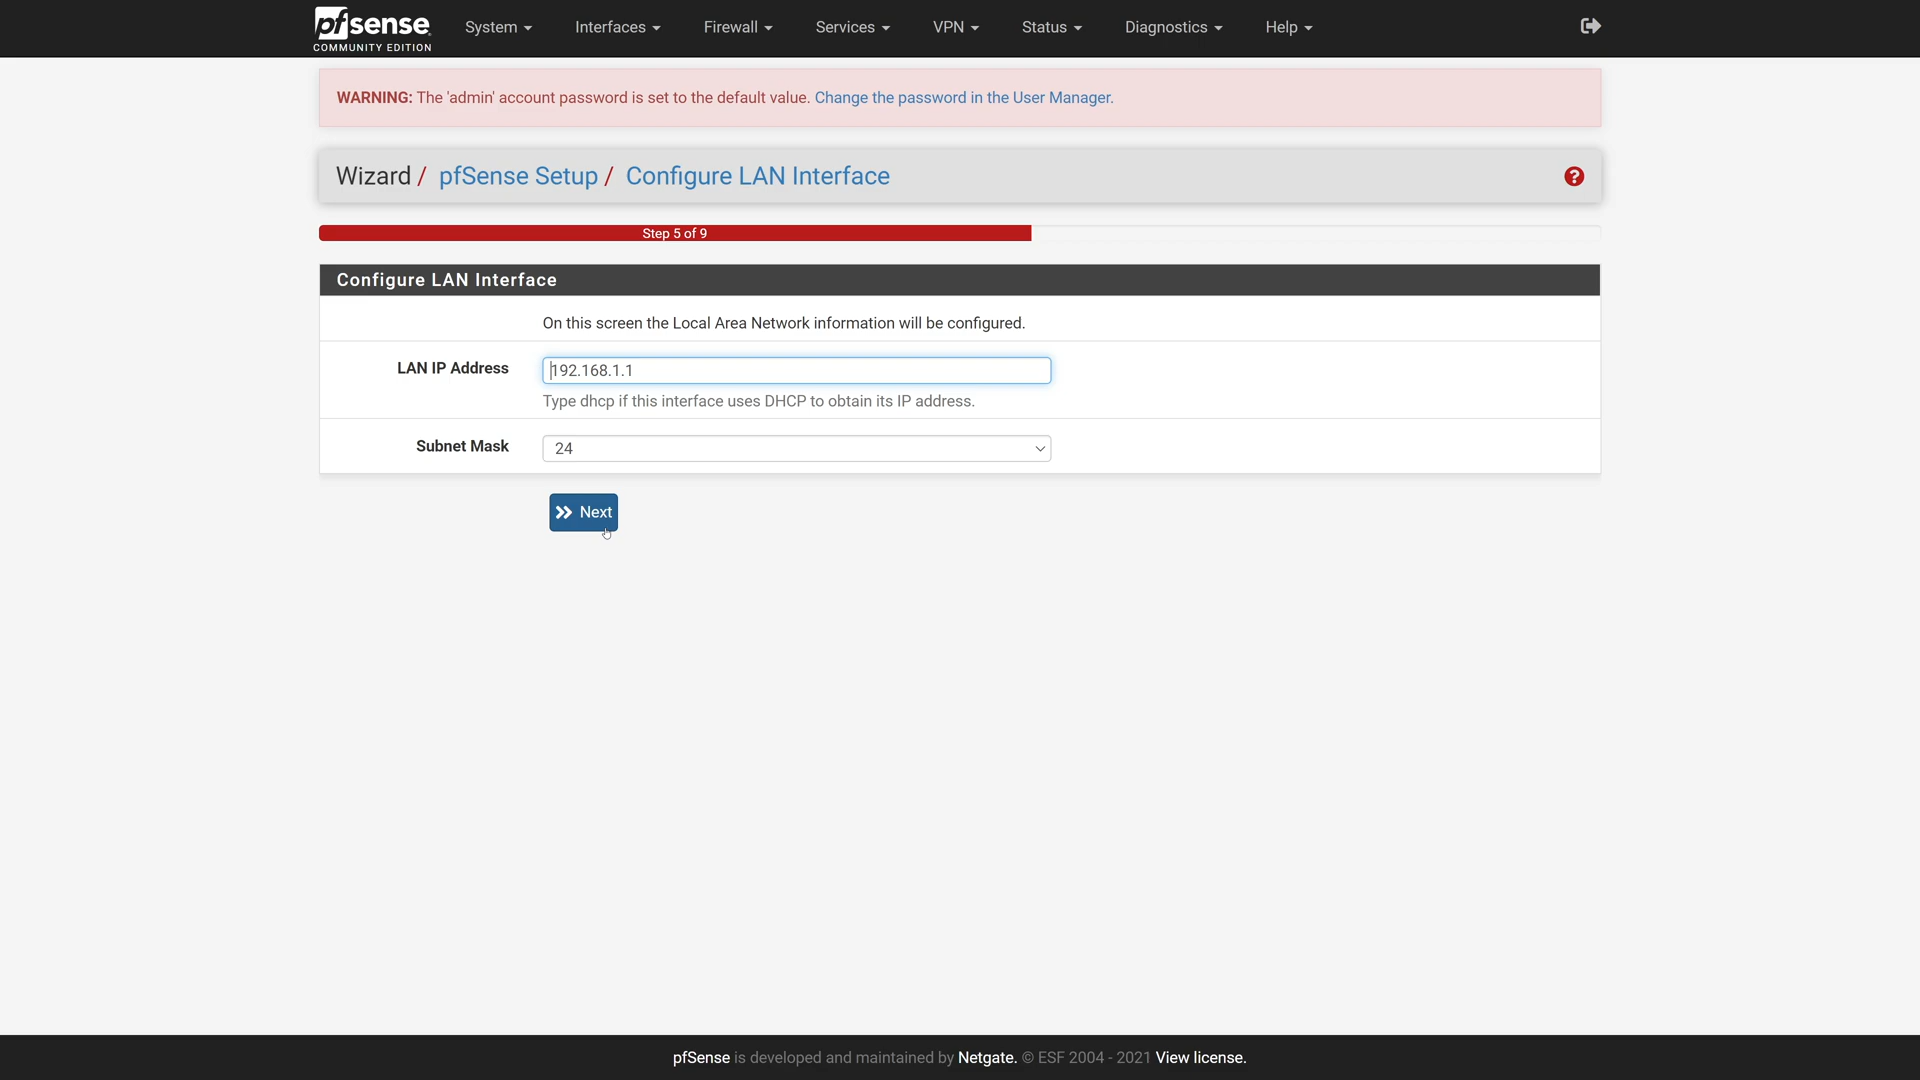 pfsense
COMMUNITY EDITION
System
Interfaces
Firewall
Services
VPN
Status
Diagnostics
Help
WARNING: The 'admin' account password is set to the default value. Change the password in the User Manager.
Wizard / pfSense Setup / Configure LAN Interface
Step 5 of 9
Configure LAN Interface
On this screen the Local Area Network information will be configured.
LAN IP Address
192.168.1.1
Type dhcp if this interface uses DHCP to obtain its IP address.
Subnet Mask
24
Next
pfSense is developed and maintained by Netgate. © ESF 2004 - 2021 View license.